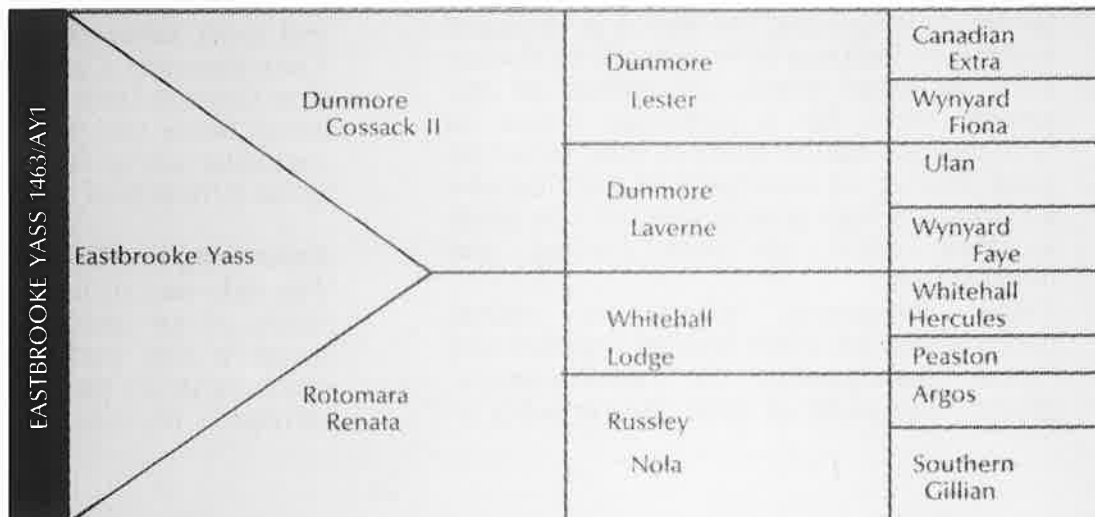 EASTBROOKE YASS 1463/AY1
Eastbrooke Yass
Dunmore
Cossack II
Rotomara
Renata
Dunmore
Lester
Dunmore
Laverne
Whitehall
Lodge
Russley
Nola
Canadian
Extra
Wynyard
Fiona
Ulan
Wynyard
Faye
Whitehall
Hercules
Peaston
Argos
Southern
Gillian